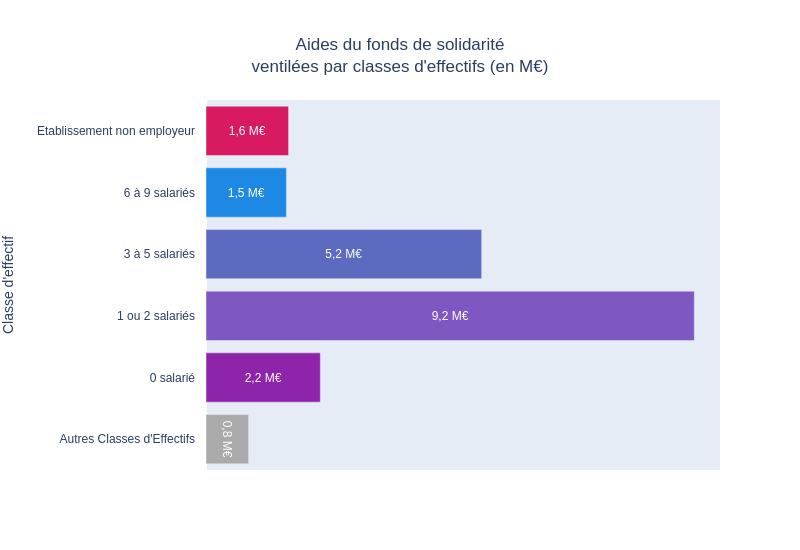 Aides du fonds de solidarité
ventilées par classes d'effectifs (en M€)
Classe d'effectif
Etablissement non employeur
1,6 M€
6 à 9 salariés
1,5 M€
3 à 5 salariés
5,2 M€
1 ou 2 salariés
9,2 M€
0 salarié
2,2 M€
Autres Classes d'Effectifs
0,8 M€